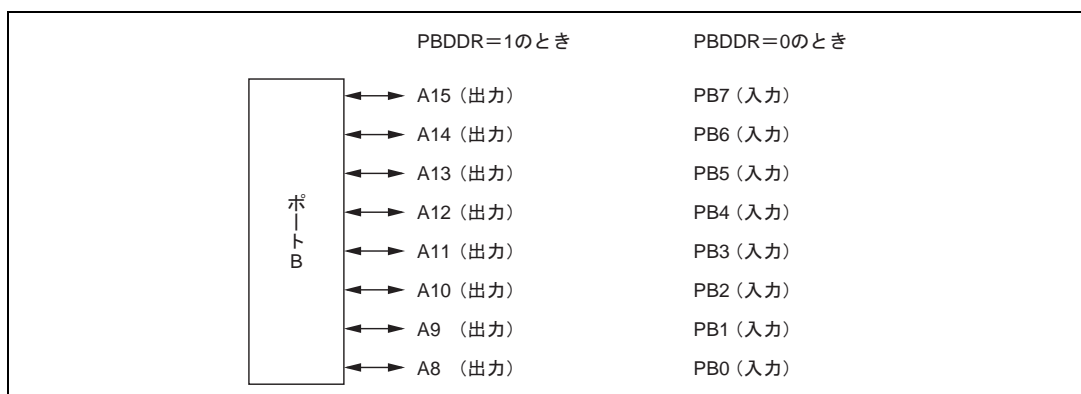 PBDDR=1のとき PBDDR=0のとき
ポートB
A15（出力） PB7（入力）
A14（出力） PB6（入力）
A13（出力） PB5（入力）
A12（出力） PB4（入力）
A11（出力） PB3（入力）
A10（出力） PB2（入力）
A9 （出力） PB1（入力）
A8 （出力） PB0（入力）